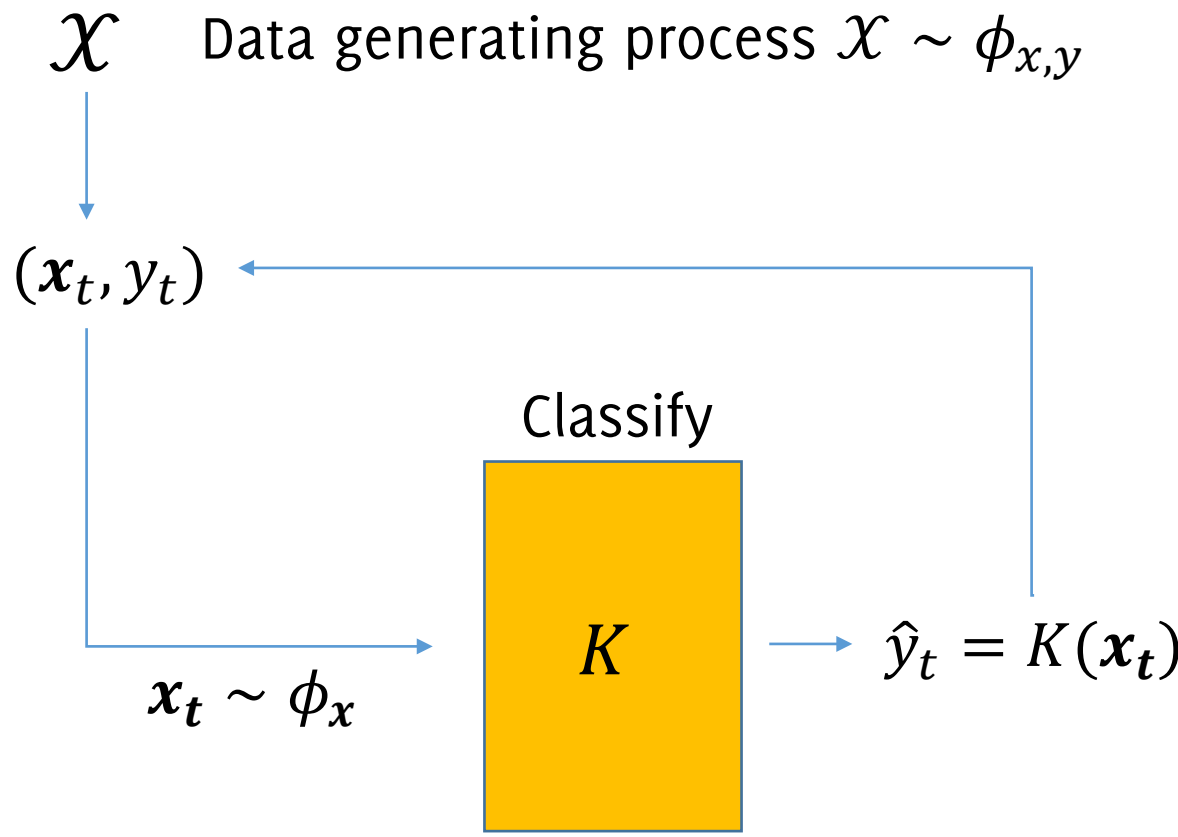 𝒳 Data generating process 𝒳 ~ ϕ_{x,y}
(𝒙_t, y_t)
Classify
K
ŷ_t = K(𝒙_𝒕)
𝒙_𝒕 ~ ϕ_𝒙